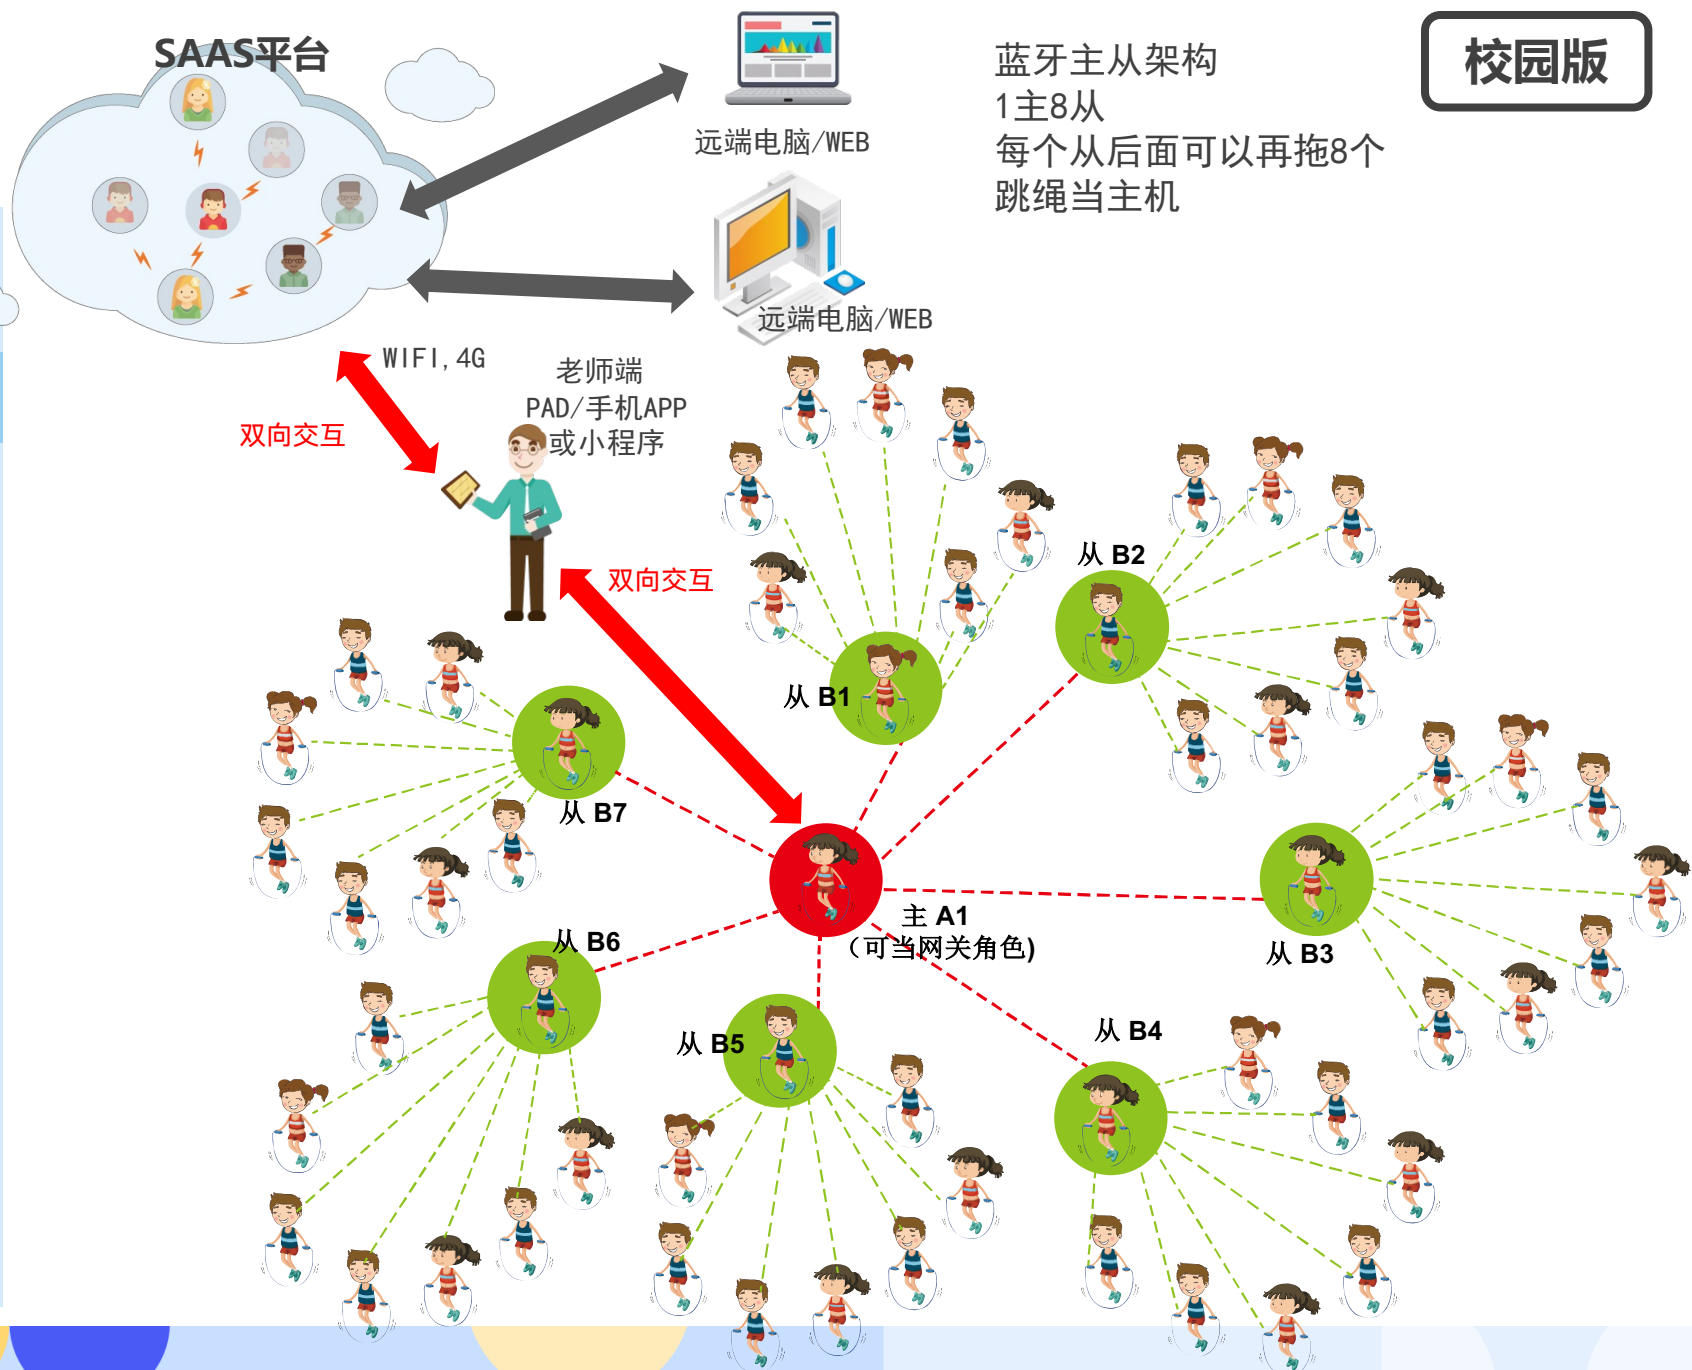 SAAS平台
远端电脑/WEB
蓝牙主从架构
1主8从
每个从后面可以再拖8个
跳绳当主机
校园版
远端电脑/WEB
WIFI,4G
双向交互
老师端
PAD/手机APP
或小程序
双向交互
从 B1
从 B2
从 B7
主 A1
（可当网关角色)
从 B3
从 B6
从 B5
从 B4